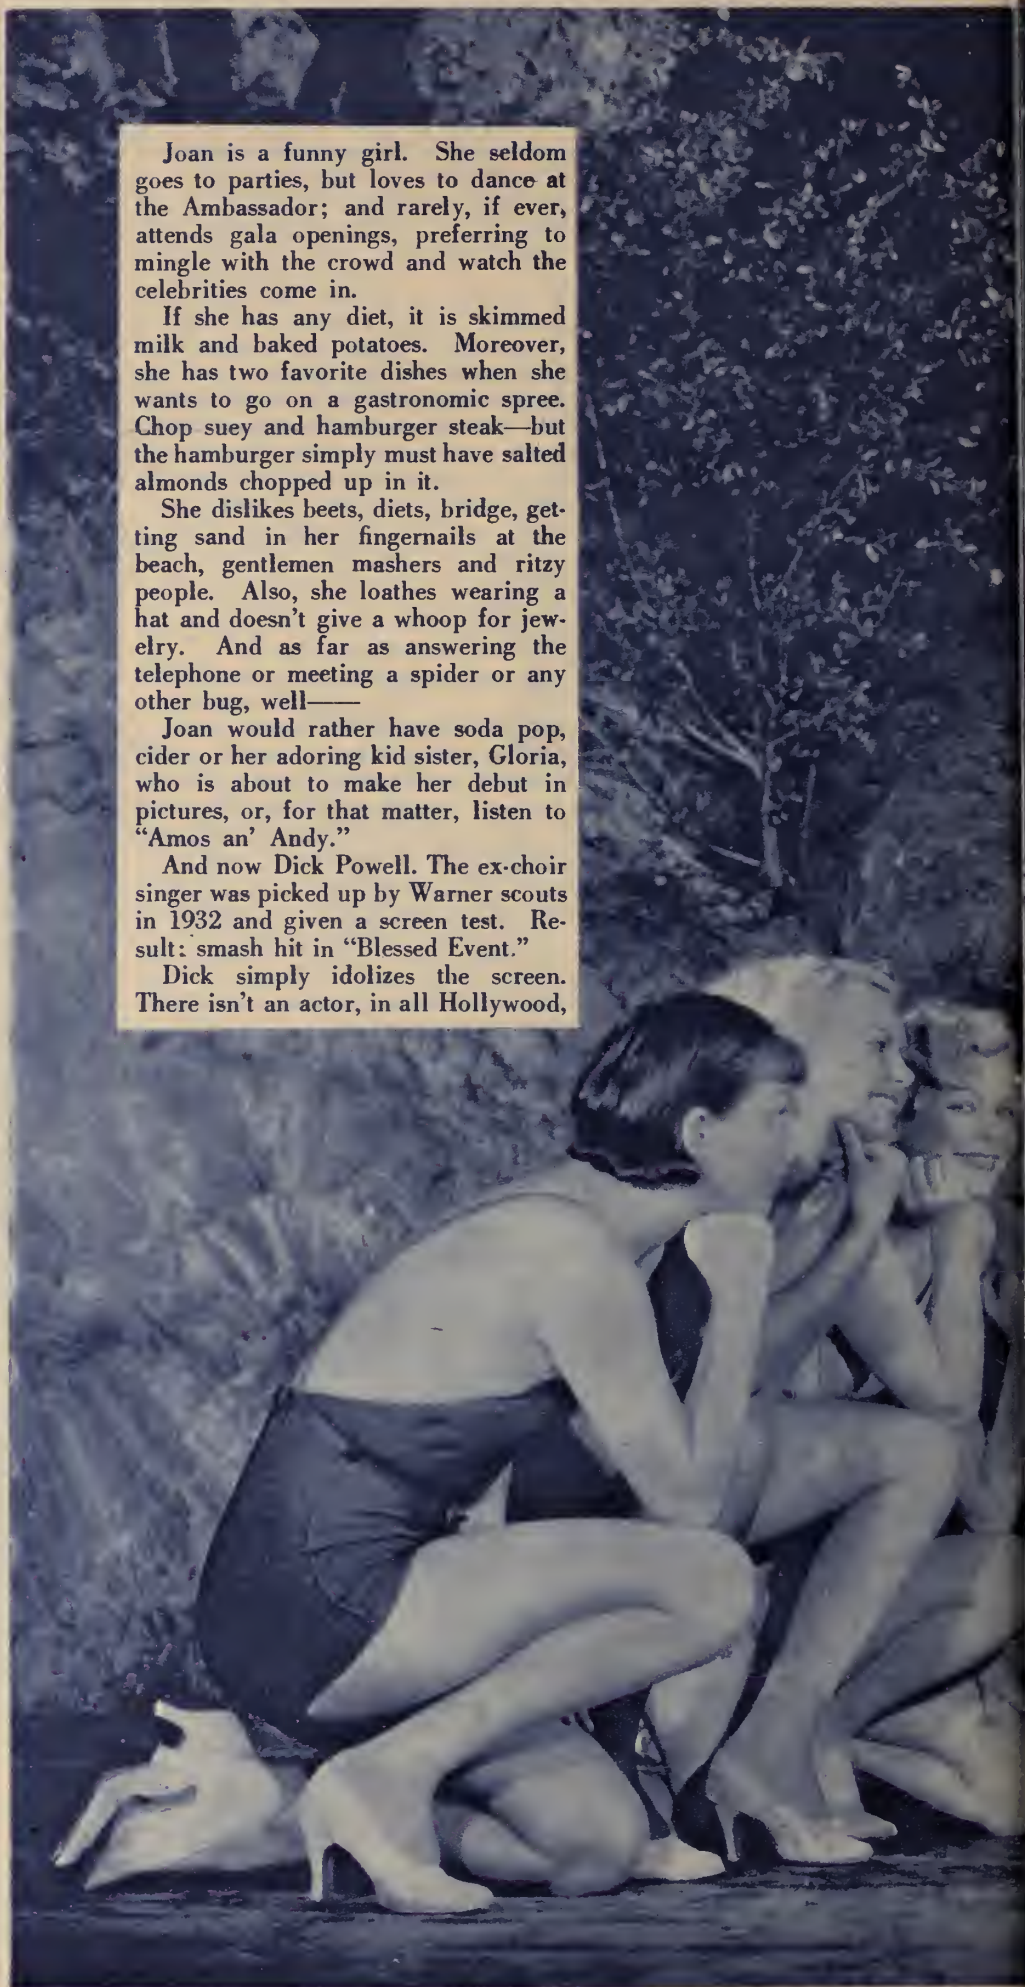 Joan is a funny girl. She seldom
goes to parties, but loves to dance at
the Ambassador; and rarely, if ever,
attends gala openings, preferring to
mingle with the crowd and watch the
celebrities come in.
If she has any diet, it is skimmed
milk and baked potatoes. Moreover,
she has two favorite dishes when she
wants to go on a gastronomic spree.
Chop suey and hamburger steak—but
the hamburger simply must have salted
almonds chopped up in it.
She dislikes beets, diets, bridge, get-
ting sand in her fingernails at the
beach, gentlemen mashers and ritzy
people. Also, she loathes wearing a
hat and doesn't give a whoop for jew-
elry. And as far as answering the
telephone or meeting a spider or any
other bug, well——
Joan would rather have soda pop,
cider or her adoring kid sister, Gloria,
who is about to make her debut in
pictures, or, for that matter, listen to
“Amos an' Andy.”
And now Dick Powell. The ex-choir
singer was picked up by Warner scouts
in 1932 and given a screen test. Re-
sult: smash hit in “Blessed Event.”
Dick simply idolizes the screen.
There isn't an actor, in all Hollywood,